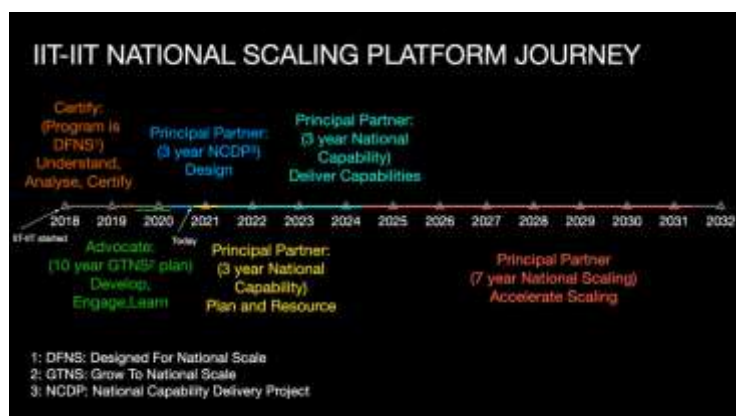 IIT-IIT NATIONAL SCALING PLATFORM JOURNEY
Certify:
(Program is
DFNS¹)
Understand,
Analyse, Certify
Principal Partner:
(3 year NCDP³)
Design
Principal Partner:
(3 year National
Capability)
Deliver Capabilities
2018 2019 2020 2021 2022 2023 2024 2025 2026 2027 2028 2029 2030 2031 2032
IIT-IIT started
Today
Advocate:
(10 year GTNS² plan)
Develop,
Engage,Learn
Principal Partner:
(3 year National
Capability)
Plan and Resource
Principal Partner
(7 year National Scaling)
Accelerate Scaling
1: DFNS: Designed For National Scale
2: GTNS: Grow To National Scale
3: NCDP: National Capability Delivery Project